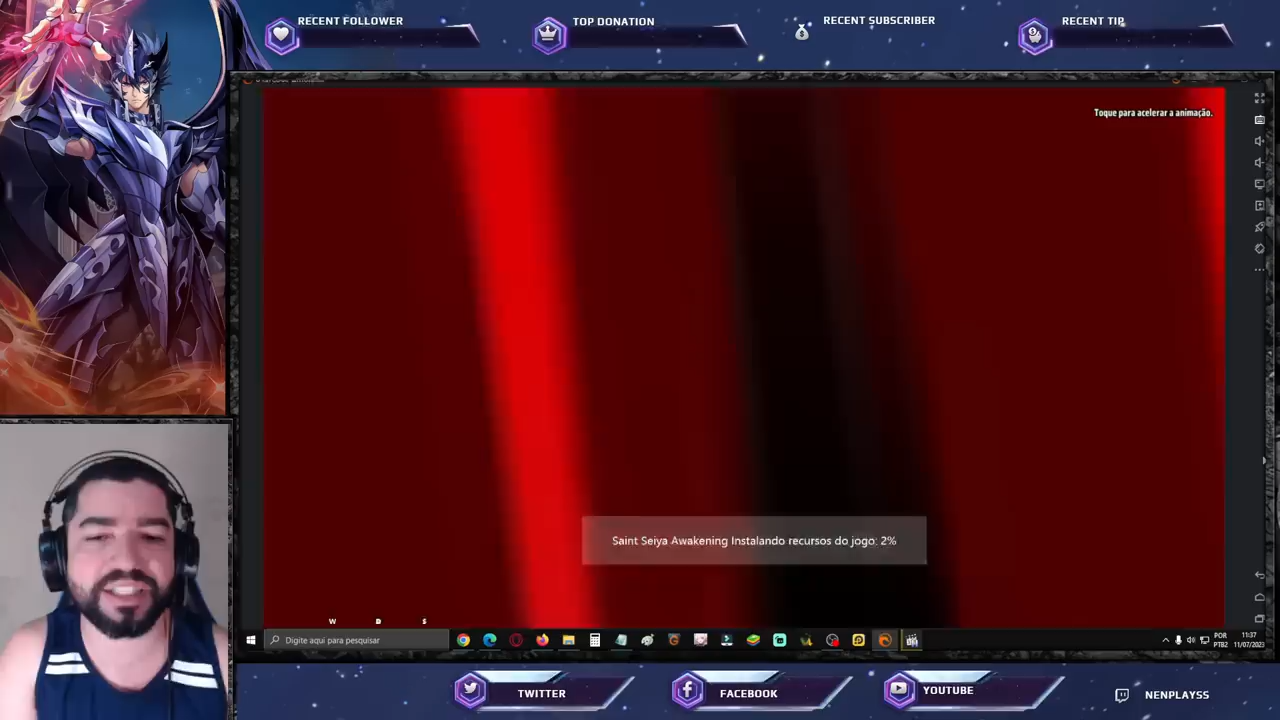 RECENT FOLLOWER
TOP DONATION
RECENT SUBSCRIBER
RECENT TIP
Toque para acelerar a animação.
Saint Seiya Awakening Instalando recursos do jogo: 2%
W D S
Digite aqui para pesquisar
POR
PTB2
11:37
11/07/2023
TWITTER
FACEBOOK
YOUTUBE
NENPLAYSS